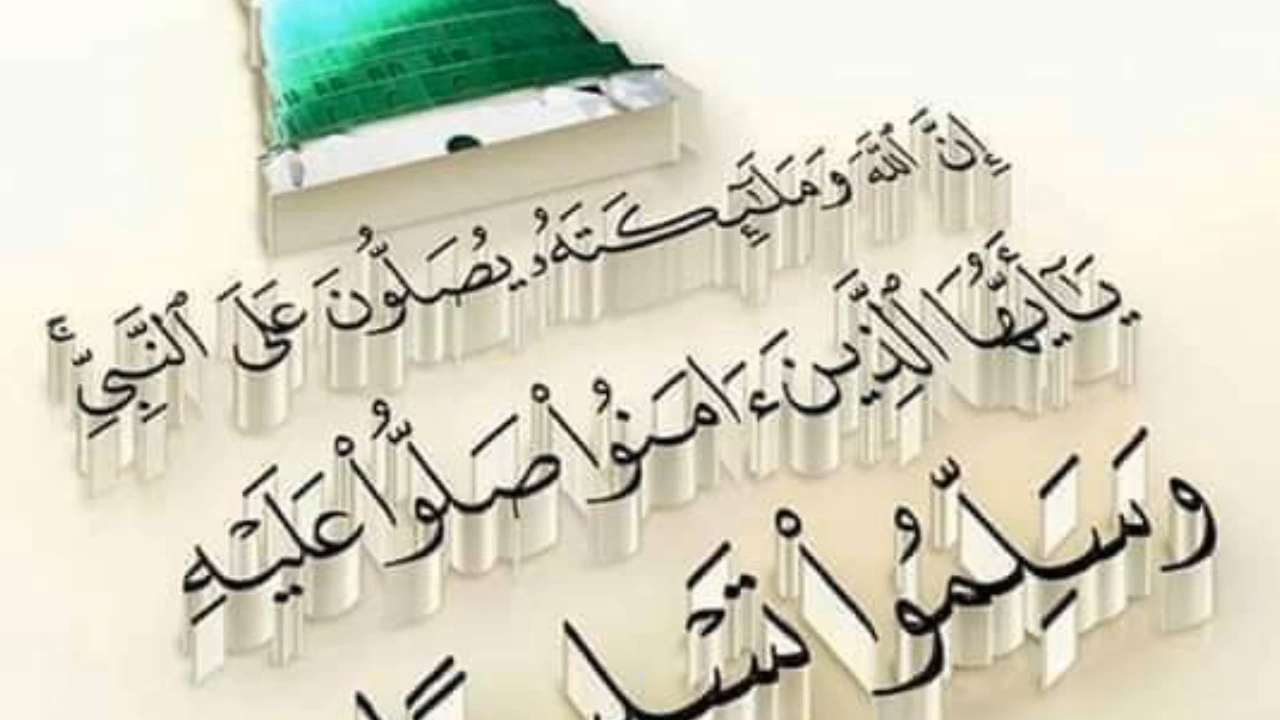 إِنَّ ٱللَّهَ وَمَلَـٰٓئِكَتَهُۥ يُصَلُّونَ عَلَى ٱلنَّبِىِّ ۚ
يَـٰٓأَيُّهَا ٱلَّذِينَ ءَامَنُوا۟ صَلُّوا۟ عَلَيْهِ
وَسَلِّمُوا۟